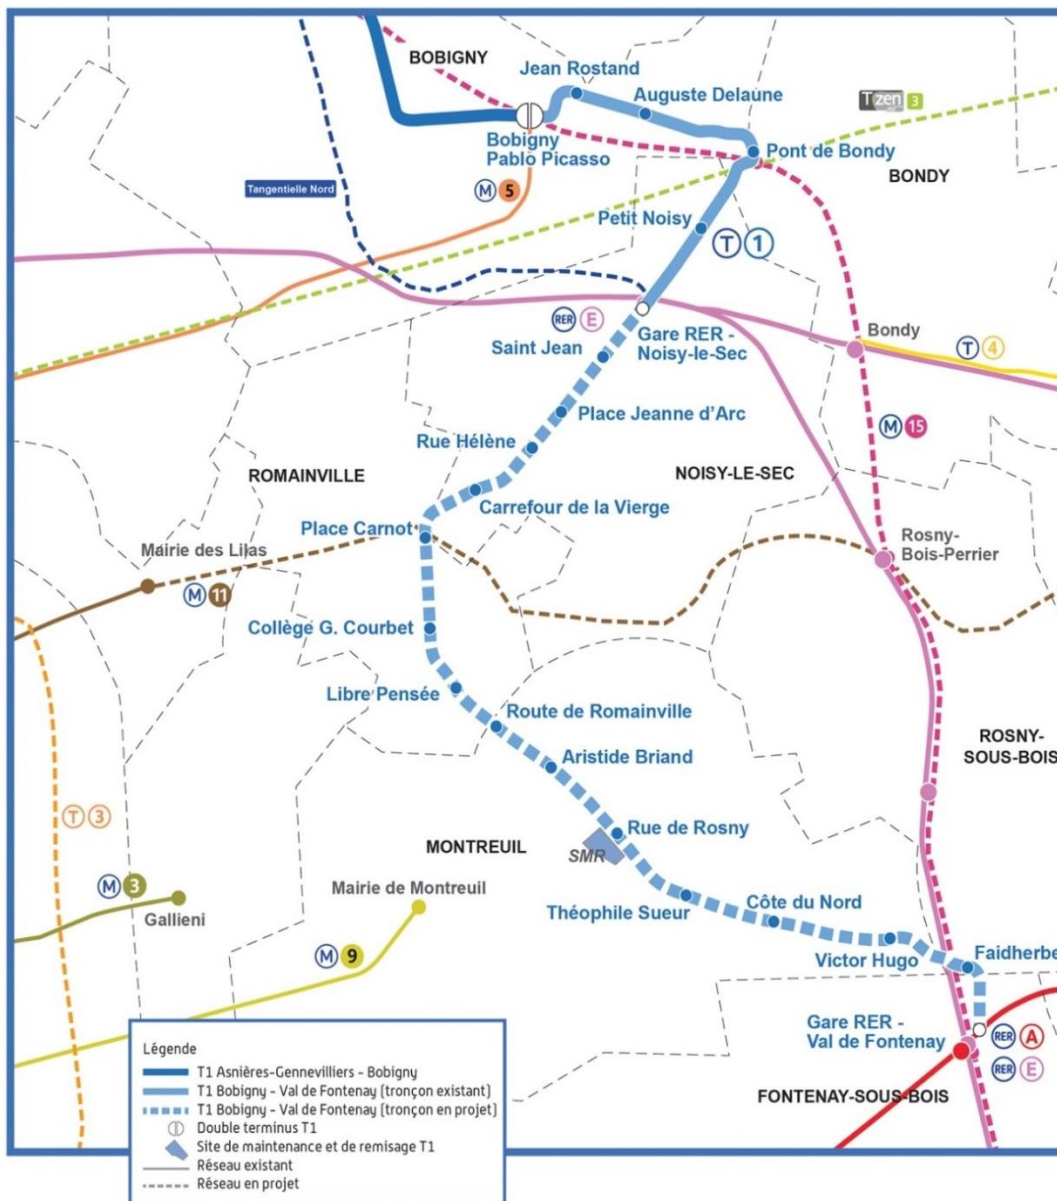 BOBIGNY
Jean Rostand
Auguste Delaune
T zen 3
Bobigny
Pablo Picasso
Pont de Bondy
BONDY
Tangentielle Nord
M 5
Petit Noisy
T 1
RER E
Gare RER -
Noisy-le-Sec
Saint Jean
Bondy
T 4
Place Jeanne d'Arc
M 15
Rue Hélène
ROMAINVILLE
NOISY-LE-SEC
Carrefour de la Vierge
Place Carnot
Mairie des Lilas
Rosny-
Bois-Perrier
M 11
Collège G. Courbet
Libre Pensée
Route de Romainville
ROSNY-
SOUS-BOIS
Aristide Briand
T 3
Rue de Rosny
MONTREUIL
SMR
M 3
Mairie de Montreuil
Gallieni
Théophile Sueur
Côte du Nord
M 9
Victor Hugo
Faidherbe
Gare RER -
Val de Fontenay
RER A
RER E
FONTENAY-SOUS-BOIS
Légende
T1 Asnières-Gennevilliers - Bobigny
T1 Bobigny - Val de Fontenay (tronçon existant)
T1 Bobigny - Val de Fontenay (tronçon en projet)
Double terminus T1
Site de maintenance et de remisage T1
Réseau existant
Réseau en projet